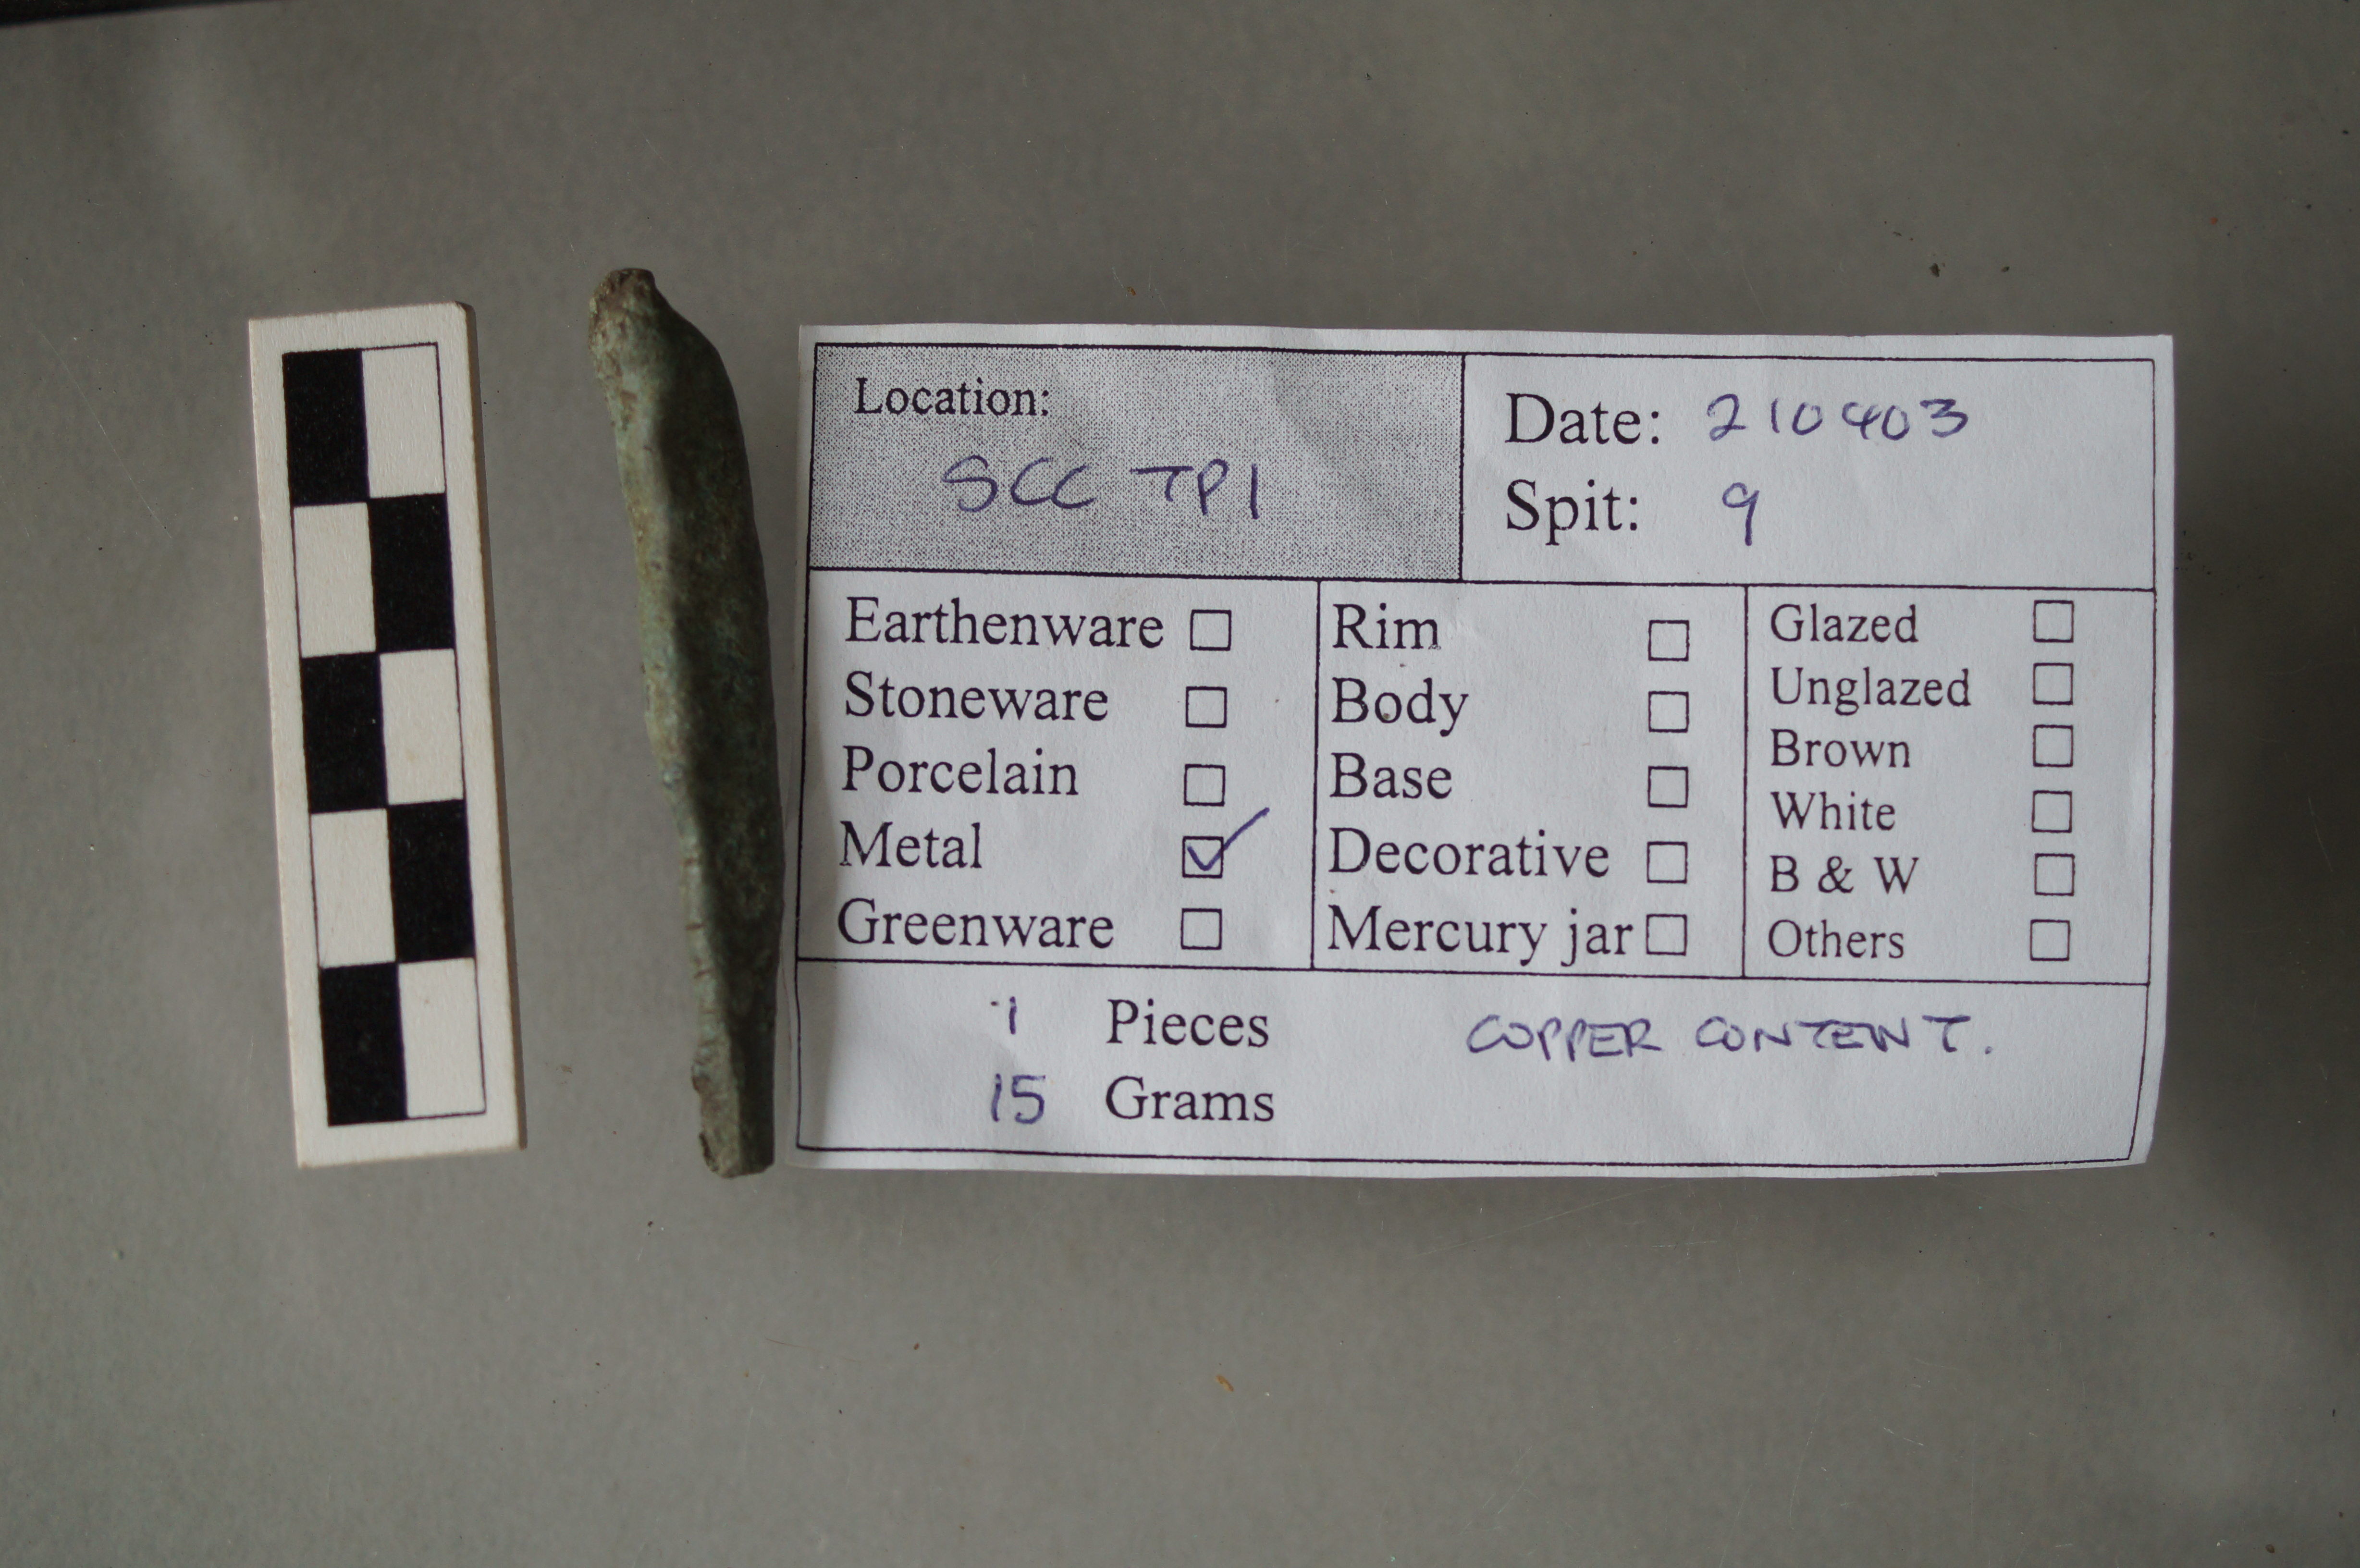 Location:
SCC TP1
Date: 210403
Spit: 9
Earthenware
Stoneware
Porcelain
Metal
Greenware
Rim
Body
Base
Decorative
Mercury jar
Glazed
Unglazed
Brown
White
B & W
Others
1 Pieces
15 Grams
COPPER CONTENT.